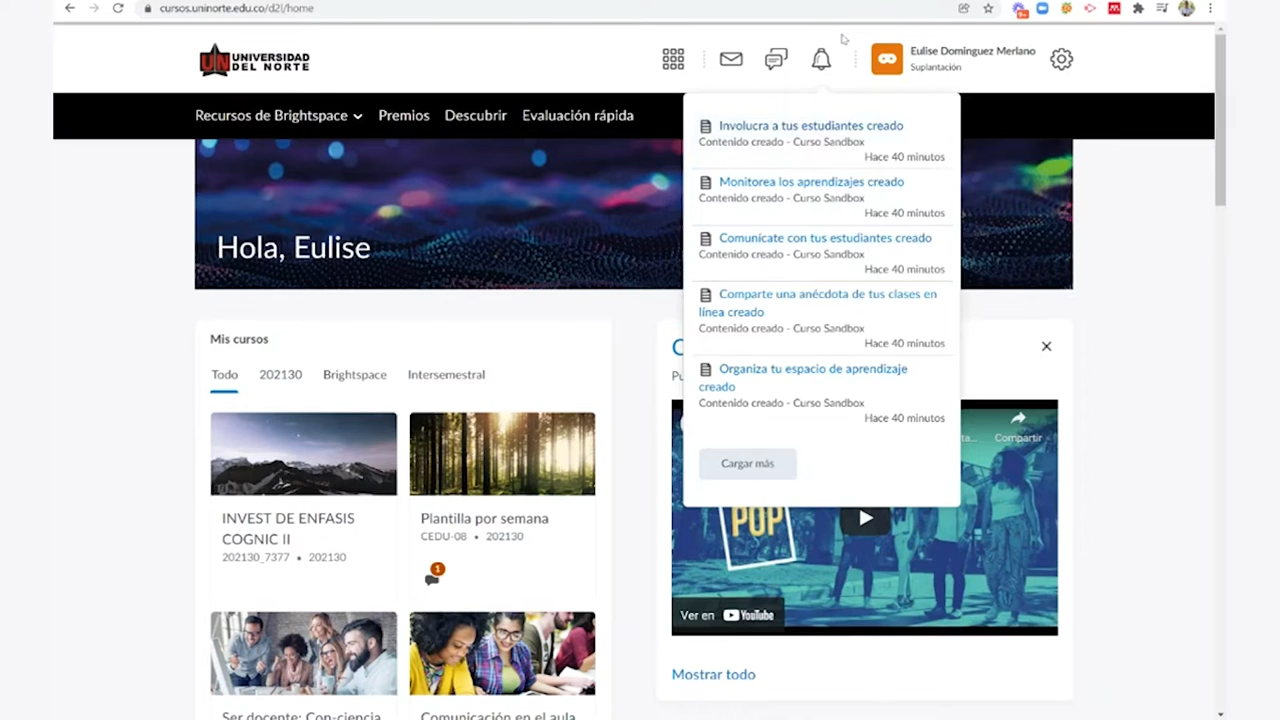 cursos.uninorte.edu.co/d2l/home
UN UNIVERSIDAD
DEL NORTE
Eulise Dominguez Merlano
Suplantación
Recursos de Brightspace Premios Descubrir Evaluación rápida
Involucra a tus estudiantes creado
Contenido creado - Curso Sandbox
Hace 40 minutos
Monitorea los aprendizajes creado
Contenido creado - Curso Sandbox
Hace 40 minutos
Comunícate con tus estudiantes creado
Contenido creado - Curso Sandbox
Hace 40 minutos
Comparte una anécdota de tus clases en
línea creado
Contenido creado - Curso Sandbox
Hace 40 minutos
Organiza tu espacio de aprendizaje
creado
Contenido creado - Curso Sandbox
Hace 40 minutos
Cargar más
Hola, Eulise
Mis cursos
Todo 202130 Brightspace Intersemestral
INVEST DE ENFASIS
COGNIC II
202130_7377 • 202130
Plantilla por semana
CEDU-08 • 202130
1
Ser docente: Con-ciencia
Comunicación en el aula
Compartir
POP
Ver en YouTube
Mostrar todo